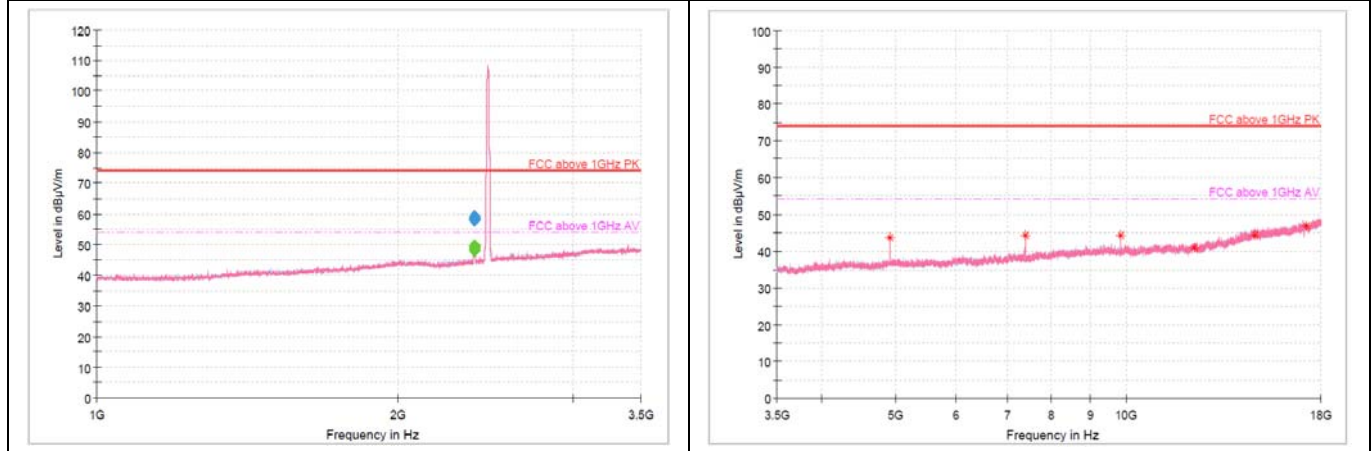 120
110
100
90
80
70
60
50
40
30
20
10
0
Level in dBµV/m
FCC above 1GHz PK
FCC above 1GHz AV
1G 2G 3.5G
Frequency in Hz
100
90
80
70
60
50
40
30
20
10
0
Level in dBµV/m
FCC above 1GHz PK
FCC above 1GHz AV
3.5G 5G 6 7 8 9 10G 18G
Frequency in Hz